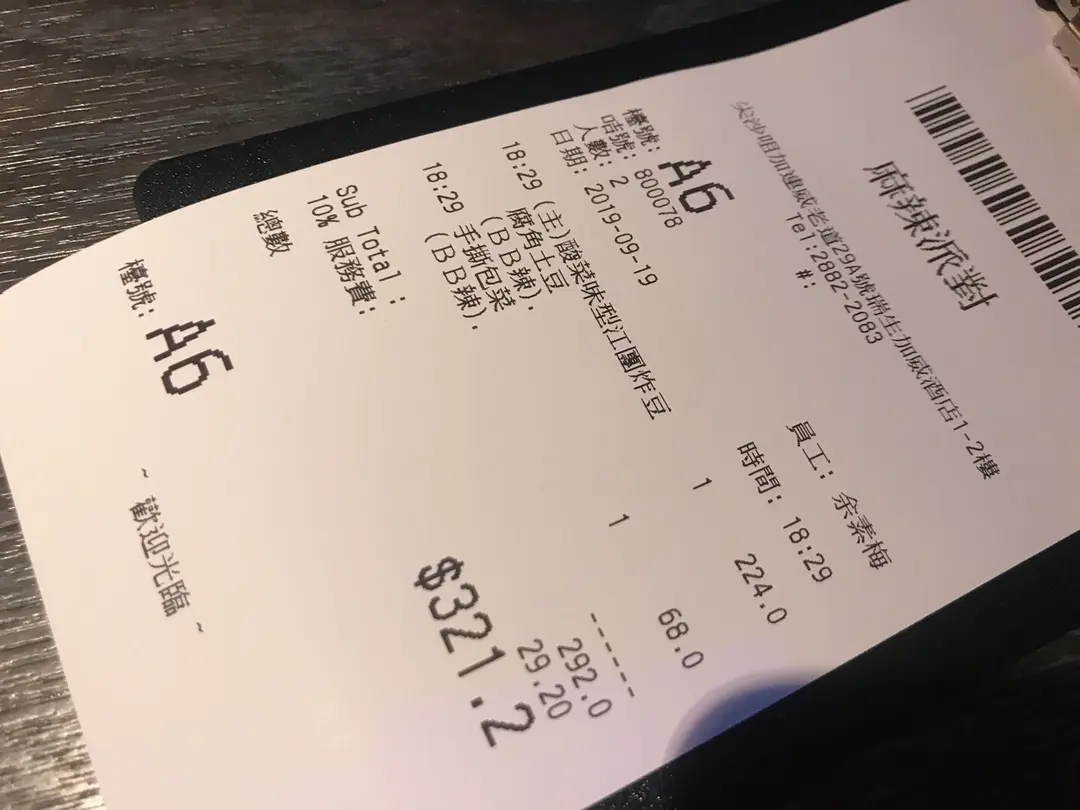 麻辣派對
尖沙咀加連威老道29A號瑞生加威酒店1-2樓
Tel.2882-2083
#:
檯號: A6
咭號: 800078 員工: 余素梅
人數: 2
日期: 2019-09-19 時間: 18:29
18:29 (主)酸菜味型江團炸豆 1 224.0
腐角土豆
(BB辣).
18:29 手撕包菜 1 68.0
(BB辣).
------
Sub Total : 292.0
10% 服務費: 29.20
總數 $321.2
檯號: A6
~ 歡迎光臨 ~